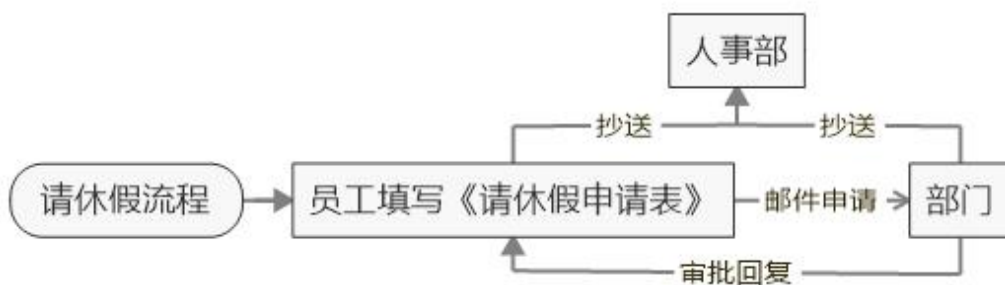 人事部
抄送
抄送
请休假流程
员工填写《请休假申请表》
邮件申请
部门
审批回复